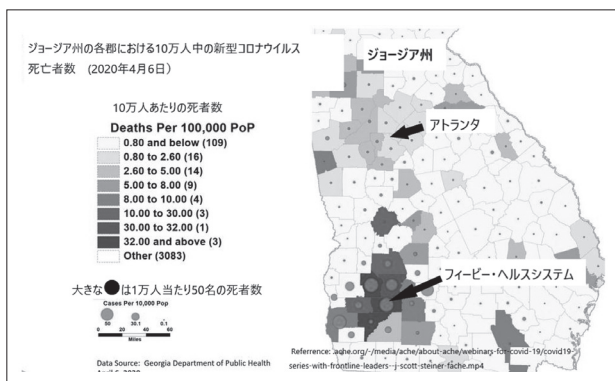 ジョージア州の各郡における10万人中の新型コロナウイルス
死亡者数 (2020年4月6日)
10万人あたりの死者数
Deaths Per 100,000 PoP
0.80 and below (109)
0.80 to 2.60 (16)
2.60 to 5.00 (14)
5.00 to 8.00 (9)
8.00 to 10.00 (4)
10.00 to 30.00 (3)
30.00 to 32.00 (1)
32.00 and above (3)
Other (3083)
大きな●は1万人当たり50名の死者数
Cases Per 10,000 Pop
50 30.1 0.1
0 20 40 60
Miles
Data Source: Georgia Department of Public Health
ジョージア州
アトランタ
フィービー・ヘルスシステム
Referrence: ache.org/-/media/ache/about-ache/webinars-for-covid-19/covid19-
series-with-frontline-leaders--j-scott-steiner-fache.mp4